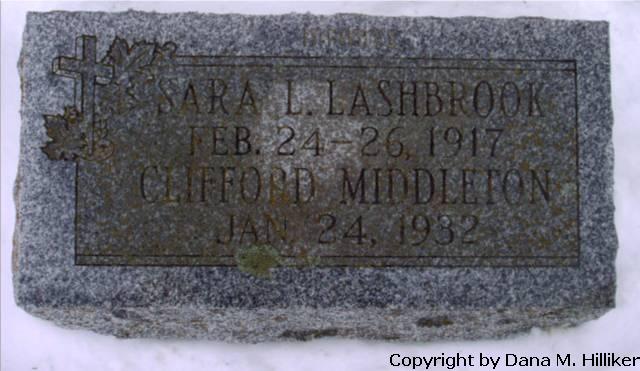 SARA L. LASHBROOK
FEB. 24-26, 1917
CLIFFORD MIDDLETON
JAN 24, 1932
Copyright by Dana M. Hilliker